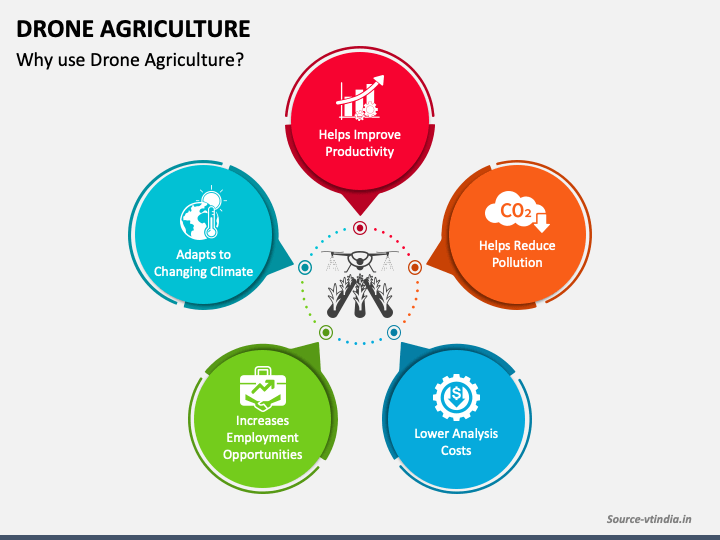 DRONE AGRICULTURE
Why use Drone Agriculture?
Helps Improve
Productivity
Adapts to
Changing Climate
CO2
Helps Reduce
Pollution
Increases
Employment
Opportunities
$
Lower Analysis
Costs
Source-vtindia.in